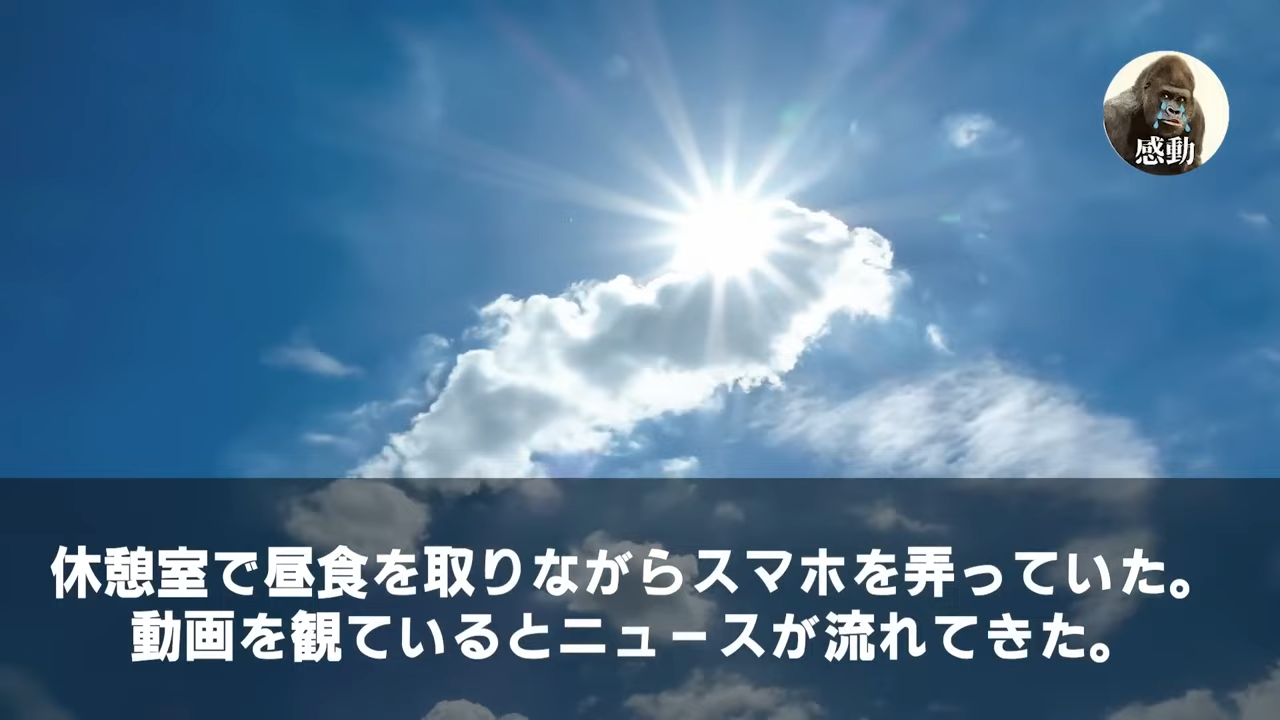 感動
休憩室で昼食を取りながらスマホを弄っていた。
動画を観ているとニュースが流れてきた。